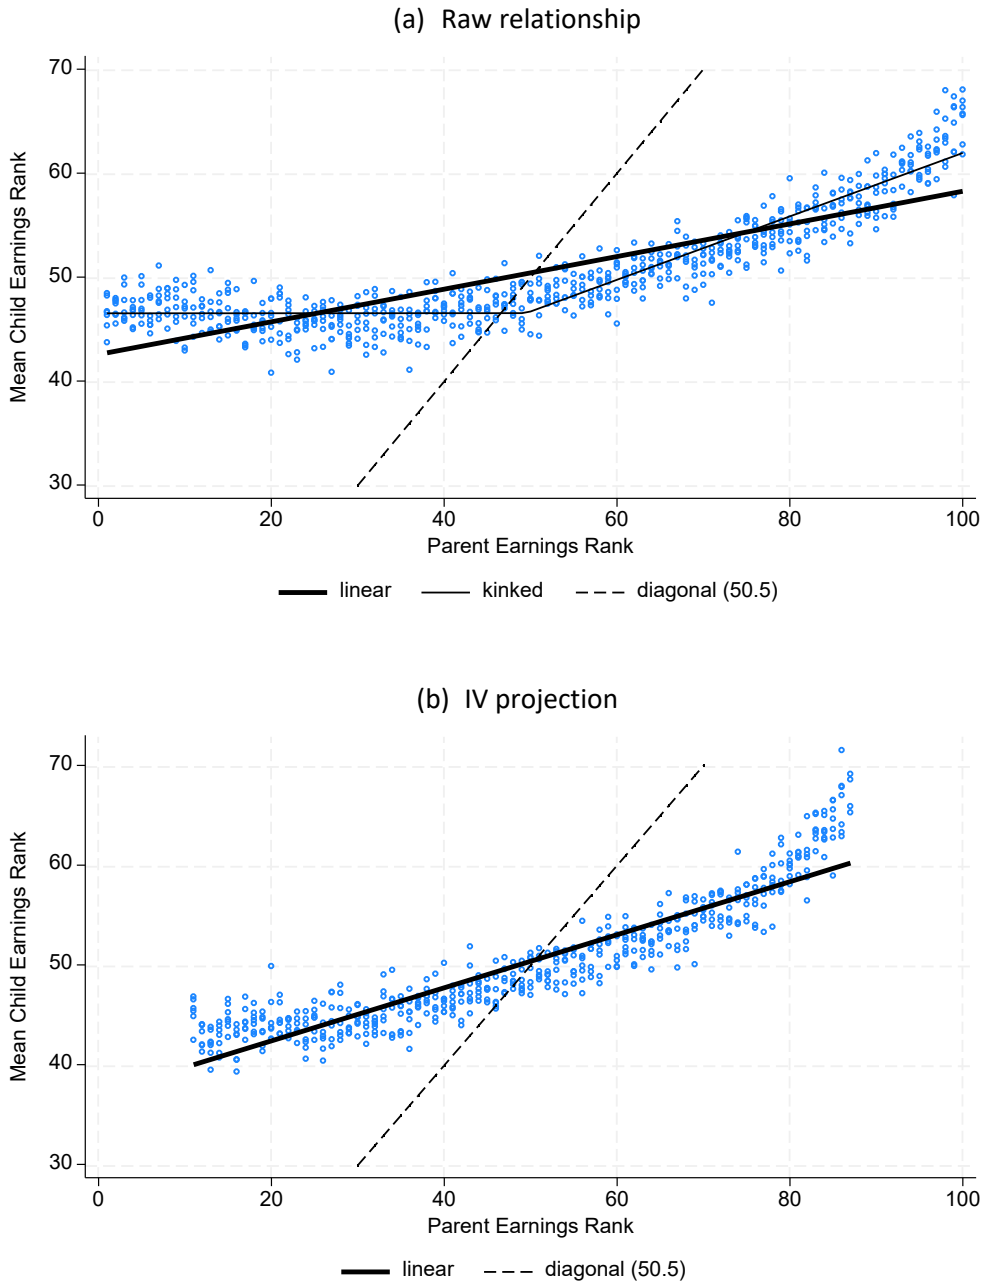 (a) Raw relationship
70
60
50
40
30
Mean Child Earnings Rank
0 20 40 60 80 100
Parent Earnings Rank
linear kinked diagonal (50.5)
(b) IV projection
70
60
50
40
30
Mean Child Earnings Rank
0 20 40 60 80 100
Parent Earnings Rank
linear diagonal (50.5)